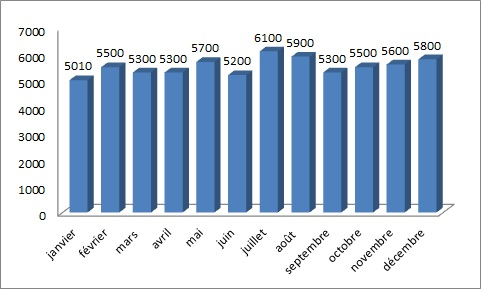 7000
6000
5000
4000
3000
2000
1000
0
5010
5500
5300
5300
5700
5200
6100
5900
5300
5500
5600
5800
janvier
février
mars
avril
mai
juin
juillet
août
septembre
octobre
novembre
décembre